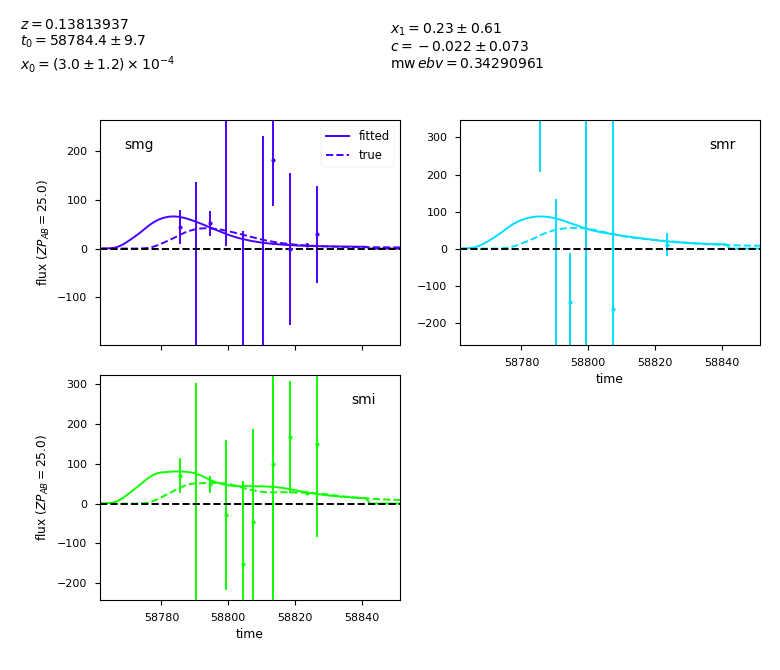 z = 0.13813937
t₀ = 58784.4 ± 9.7
x₀ = (3.0 ± 1.2) × 10⁻⁴
x₁ = 0.23 ± 0.61
c = −0.022 ± 0.073
mw ebv = 0.34290961
smg
fitted
true
200
100
0
−100
flux (ZP_AB = 25.0)
smr
300
200
100
0
−100
−200
58780 58800 58820 58840
time
smi
300
200
100
0
−100
−200
flux (ZP_AB = 25.0)
58780 58800 58820 58840
time